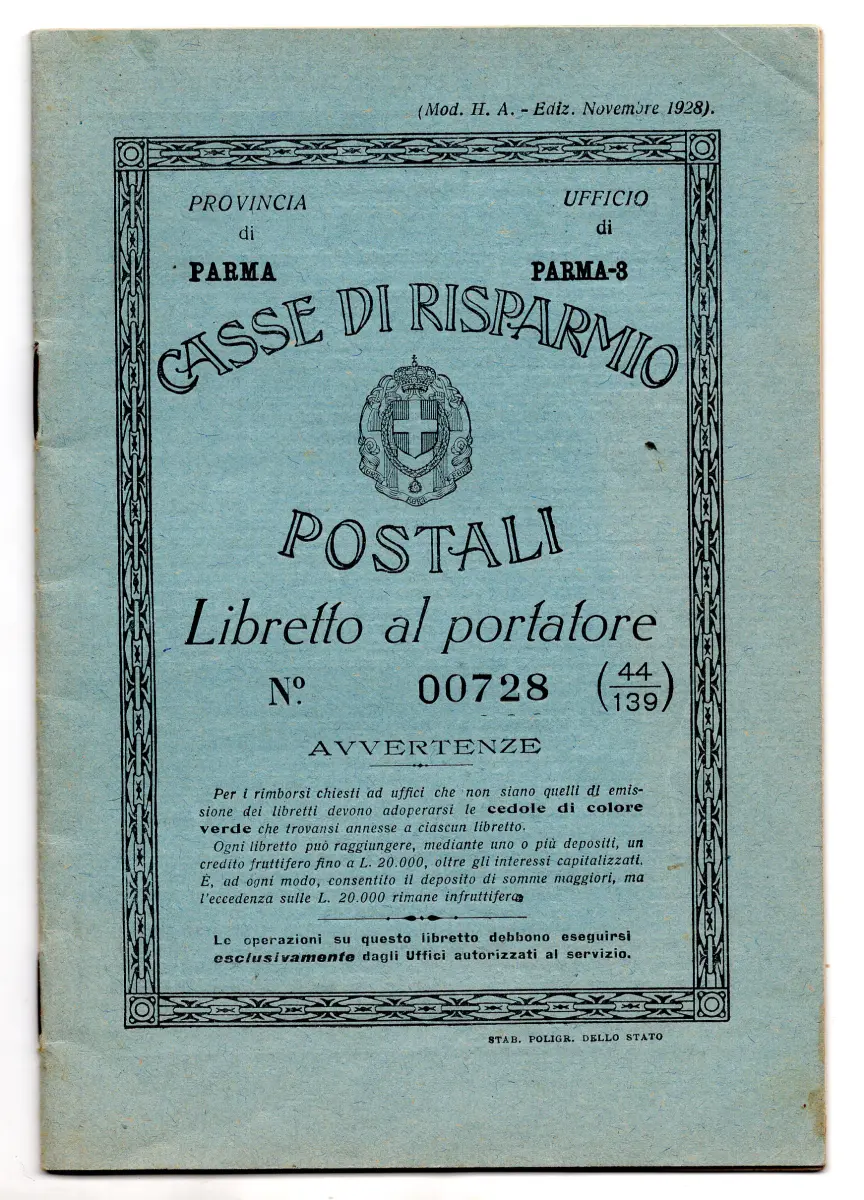 (Mod. H. A. - Ediz. Novembre 1928).
PROVINCIA
di
PARMA
UFFICIO
di
PARMA-3
CASSE DI RISPARMIO
POSTALI
Libretto al portatore
Nº. 00728 (44/139)
AVVERTENZE
Per i rimborsi chiesti ad uffici che non siano quelli di emis-
sione dei libretti devono adoperarsi le cedole di colore
verde che trovansi annesse a ciascun libretto.
Ogni libretto può raggiungere, mediante uno o più depositi, un
credito fruttifero fino a L. 20.000, oltre gli interessi capitalizzati.
È, ad ogni modo, consentito il deposito di somme maggiori, ma
l'eccedenza sulle L. 20.000 rimane infruttifera.
Le operazioni su questo libretto debbono eseguirsi
esclusivamente dagli Uffici autorizzati al servizio.
STAB. POLIGR. DELLO STATO